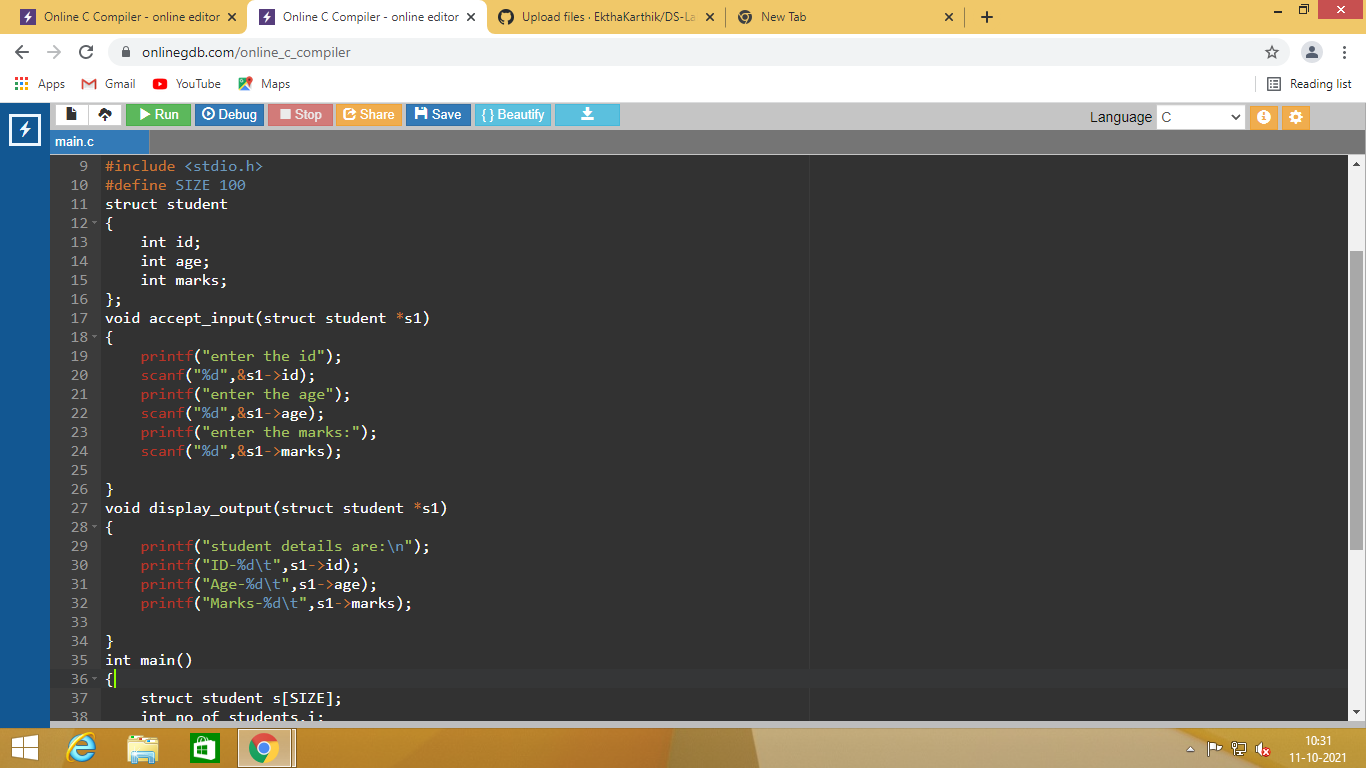 Online C Compiler - online editor
Online C Compiler - online editor
Upload files · EkthaKarthik/DS-La
New Tab
onlinegdb.com/online_c_compiler
Apps
Gmail
YouTube
Maps
Reading list
Run
Debug
Stop
Share
Save
{ } Beautify
Language C
main.c
9 #include <stdio.h>
10 #define SIZE 100
11 struct student
12 {
13 int id;
14 int age;
15 int marks;
16 };
17 void accept_input(struct student *s1)
18 {
19 printf("enter the id");
20 scanf("%d",&s1->id);
21 printf("enter the age");
22 scanf("%d",&s1->age);
23 printf("enter the marks:");
24 scanf("%d",&s1->marks);
25
26 }
27 void display_output(struct student *s1)
28 {
29 printf("student details are:\n");
30 printf("ID-%d\t",s1->id);
31 printf("Age-%d\t",s1->age);
32 printf("Marks-%d\t",s1->marks);
33
34 }
35 int main()
36 {
37 struct student s[SIZE];
38 int no_of_students,i;
10:31
11-10-2021